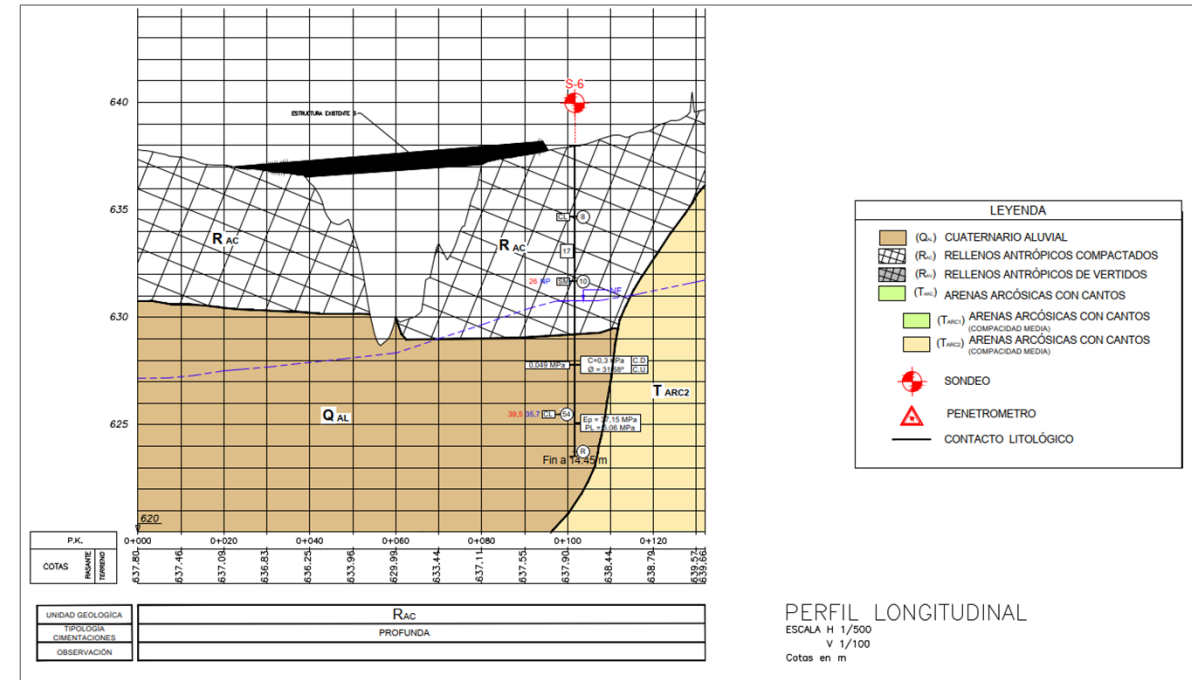 S-6
640
ESTRUCTURA EXISTENTE 5
635
CL 8
R AC
R AC
17
26 NP SM 10
NF
630
0,049 MPa
C=0,3 MPa C.D.
Ø = 31,68º C.U.
T ARC2
39,5 35,7 CL 54
Q AL
Ep = 37,15 MPa
PL = 5,06 MPa
625
R
Fin a 14.45 m
620
P.K.
0+000 0+020 0+040 0+060 0+080 0+100 0+120
COTAS RASANTE TERRENO
637.80 637.46 637.09 636.83 636.25 633.96 629.99 633.44 637.11 637.55 637.90 638.44 638.79 639.57 639.66
UNIDAD GEOLOGÍCA
RAC
TIPOLOGÍA
CIMENTACIONES
PROFUNDA
OBSERVACIÓN
LEYENDA
(QAL) CUATERNARIO ALUVIAL
(RAC) RELLENOS ANTRÓPICOS COMPACTADOS
RELLENOS ANTRÓPICOS DE VERTIDOS
(TARC) ARENAS ARCÓSICAS CON CANTOS
(TARC1) ARENAS ARCÓSICAS CON CANTOS
(COMPACIDAD MEDIA)
(TARC2) ARENAS ARCÓSICAS CON CANTOS
(COMPACIDAD MEDIA)
SONDEO
PENETROMETRO
CONTACTO LITOLÓGICO
PERFIL LONGITUDINAL
ESCALA H 1/500
V 1/100
Cotas en m